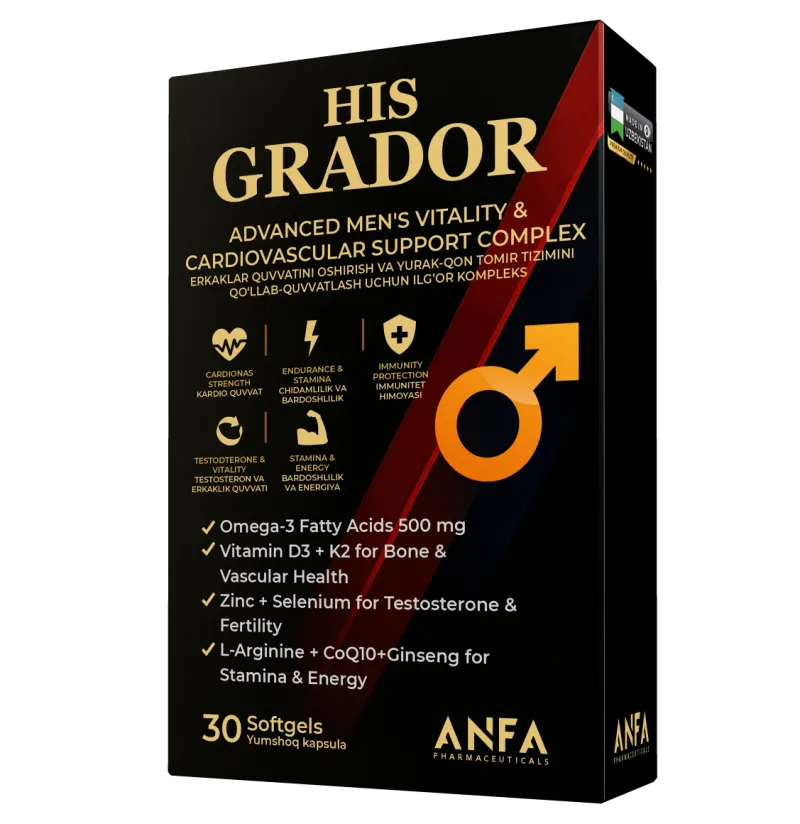 HIS
GRADOR
ADVANCED MEN'S VITALITY &
CARDIOVASCULAR SUPPORT COMPLEX
ERKAKLAR QUVVATINI OSHIRISH VA YURAK-QON TOMIR TIZIMINI
QO'LLAB-QUVVATLASH UCHUN ILG'OR KOMPLEKS
CARDIONAS
STRENGTH
KARDIO QUVVAT
ENDURANCE &
STAMINA
CHIDAMLILIK VA
BARDOSHLILIK
IMMUNITY
PROTECTION
IMMUNITET
HIMOYASI
TESTODTERONE &
VITALITY
TESTOSTERON VA
ERKAKLIK QUVVATI
STAMINA &
ENERGY
BARDOSHLILIK
VA ENERGIYA
Omega-3 Fatty Acids 500 mg
Vitamin D3 + K2 for Bone &
Vascular Health
Zinc + Selenium for Testosterone &
Fertility
L-Arginine + CoQ10+Ginseng for
Stamina & Energy
30 Softgels
Yumshoq kapsula
ANFA
PHARMACEUTICALS
MADE IN
UZBEKISTAN
PREMIUM QUALITY
ANFA
PHARMACEUTICALS